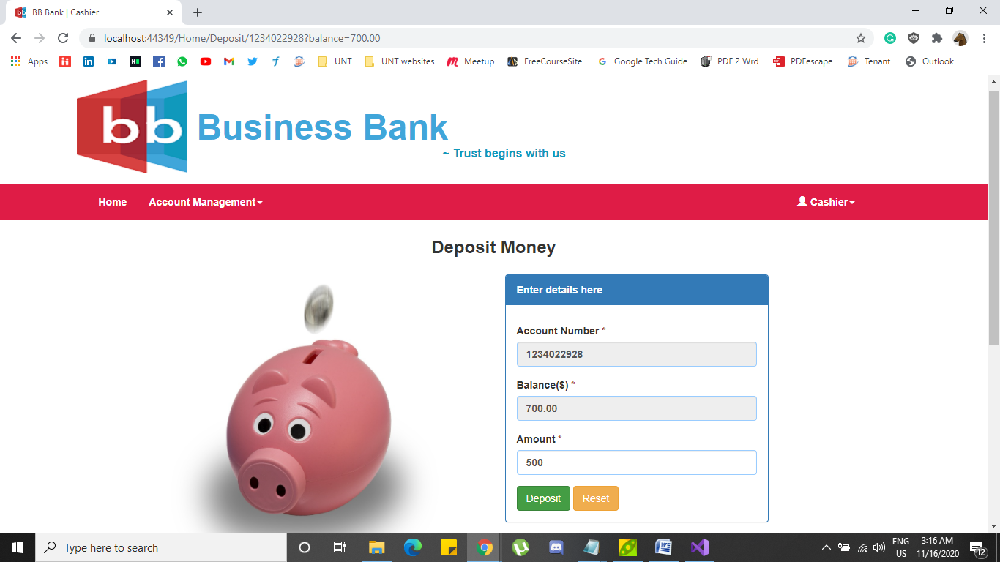 BB Bank | Cashier
localhost:44349/Home/Deposit/1234022928?balance=700.00
Apps UNT UNT websites Meetup FreeCourseSite Google Tech Guide PDF 2 Wrd PDFescape Tenant Outlook
bb Business Bank
~ Trust begins with us
Home Account Management Cashier
Deposit Money
Enter details here
Account Number *
1234022928
Balance($) *
700.00
Amount *
500
Deposit Reset
Type here to search
ENG 3:16 AM
US 11/16/2020 12